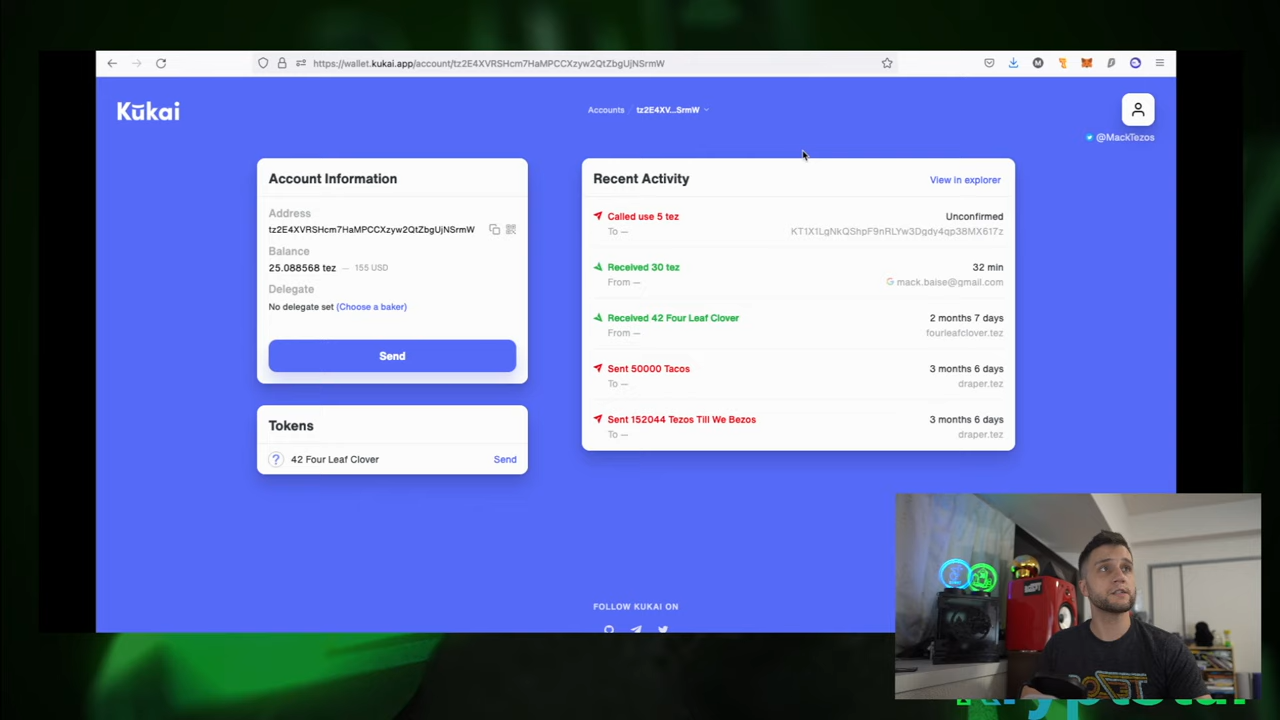 https://wallet.kukai.app/account/tz2E4XVRSHcm7HaMPCCXzyw2QtZbgUjNSrmW
Kūkai
Accounts / tz2E4XV...SrmW
@MackTezos
Account Information
Address
tz2E4XVRSHcm7HaMPCCXzyw2QtZbgUjNSrmW
Balance
25.088568 tez — 155 USD
Delegate
No delegate set (Choose a baker)
Send
Tokens
? 42 Four Leaf Clover Send
Recent Activity View in explorer
Called use 5 tez Unconfirmed
To — KT1X1LgNkQShpF9nRLYw3Dgdy4qp38MX617z
Received 30 tez 32 min
From — mack.baise@gmail.com
Received 42 Four Leaf Clover 2 months 7 days
From — fourleafclover.tez
Sent 50000 Tacos 3 months 6 days
To — draper.tez
Sent 152044 Tezos Till We Bezos 3 months 6 days
To — draper.tez
FOLLOW KUKAI ON